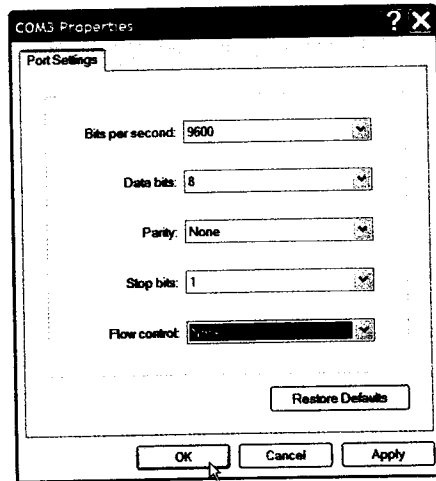 COM3 Properties
Port Settings
Bits per second: 9600
Data bits: 8
Parity: None
Stop bits: 1
Flow control:
Restore Defaults
OK Cancel Apply